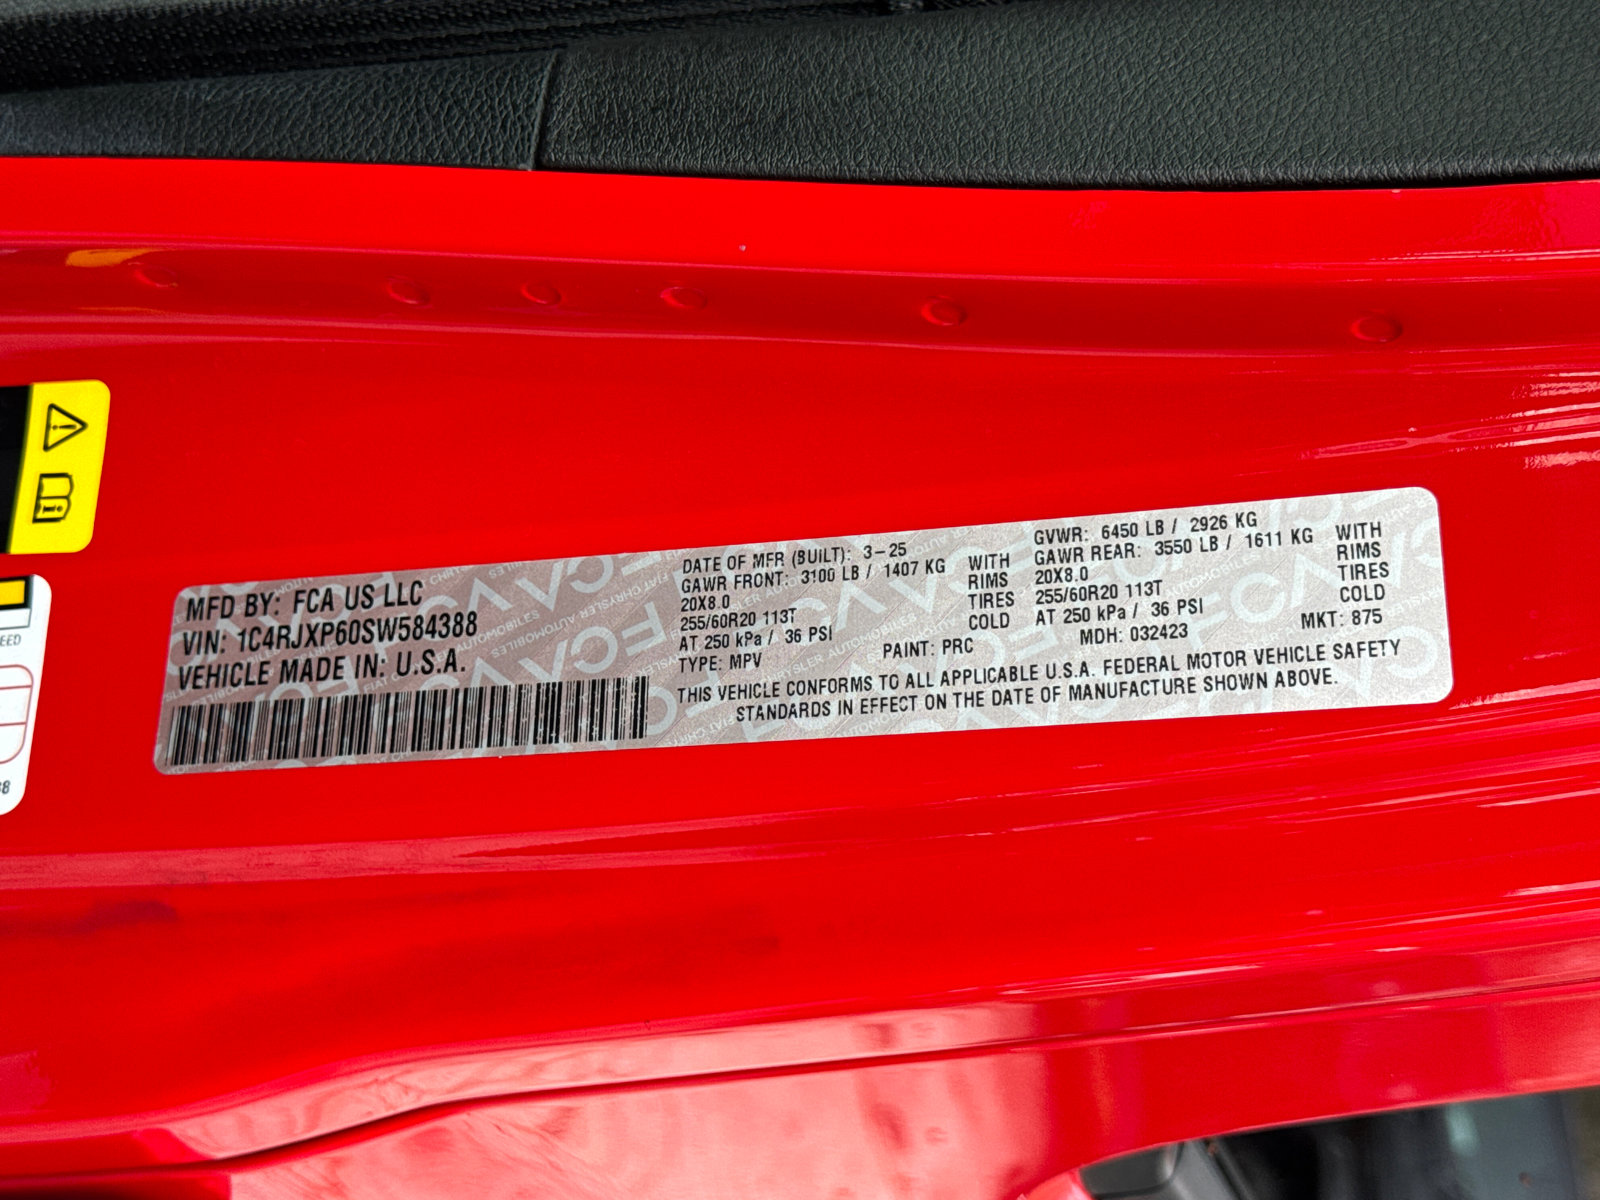 MFD BY: FCA US LLC
VIN: 1C4RJXP60SW584388
VEHICLE MADE IN: U.S.A.
DATE OF MFR (BUILT): 3-25
GAWR FRONT: 3100 LB / 1407 KG WITH
20X8.0 RIMS
255/60R20 113T TIRES
AT 250 kPa / 36 PSI COLD
TYPE: MPV
PAINT: PRC
GVWR: 6450 LB / 2926 KG
GAWR REAR: 3550 LB / 1611 KG WITH
20X8.0 RIMS
255/60R20 113T TIRES
AT 250 kPa / 36 PSI COLD
MDH: 032423
MKT: 875
THIS VEHICLE CONFORMS TO ALL APPLICABLE U.S.A. FEDERAL MOTOR VEHICLE SAFETY
STANDARDS IN EFFECT ON THE DATE OF MANUFACTURE SHOWN ABOVE.